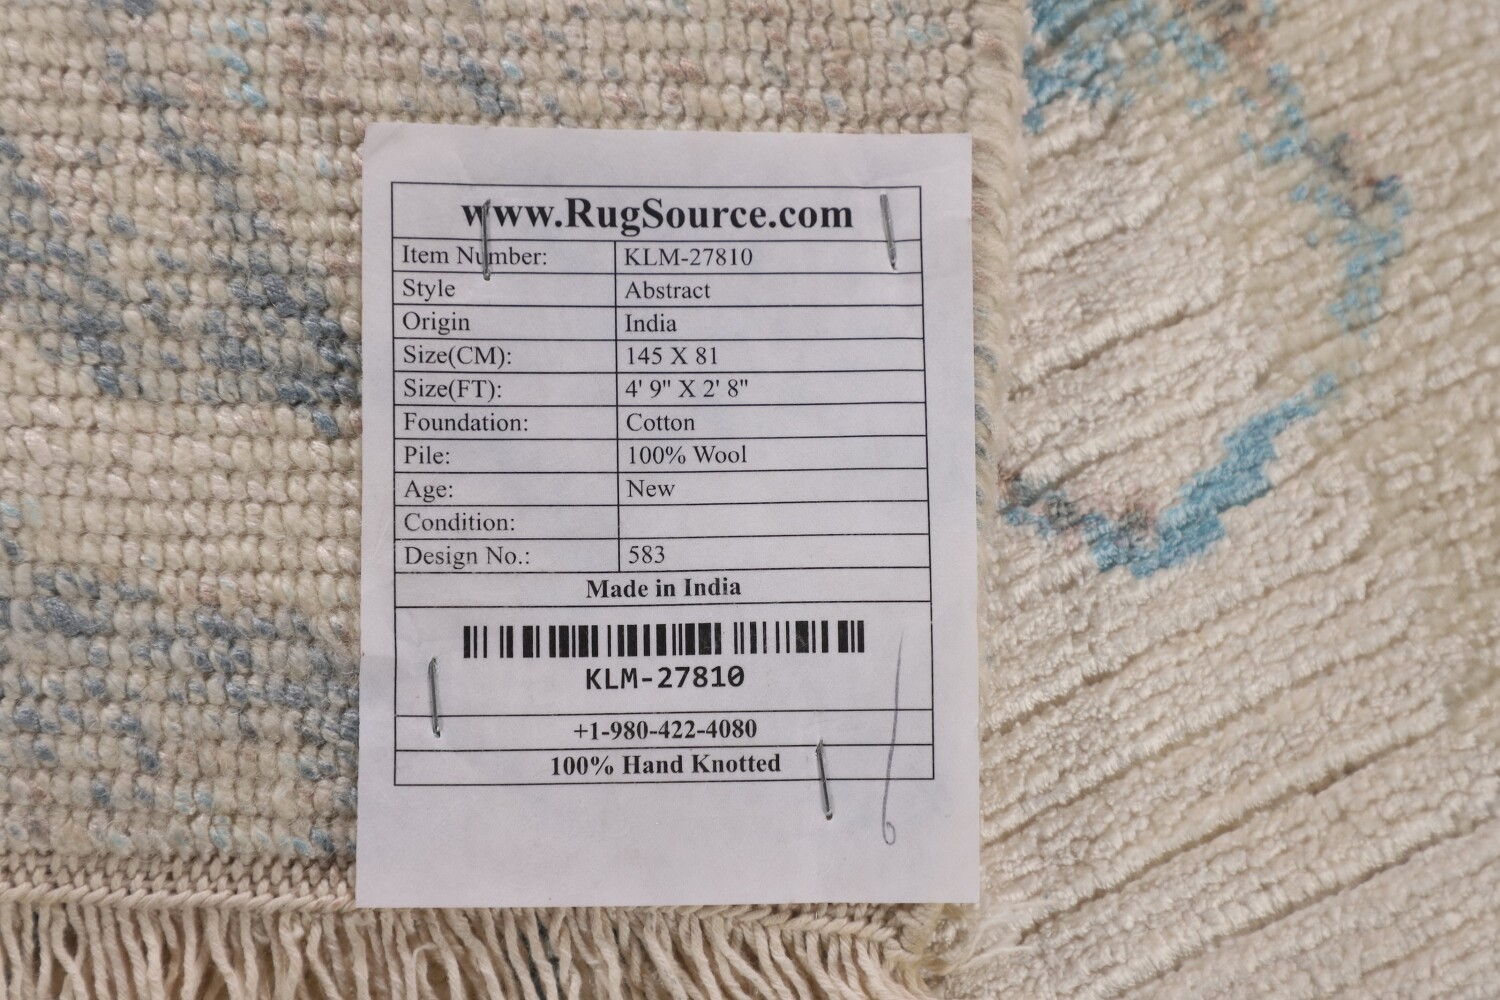 www.RugSource.com
Item Number: KLM-27810
Style Abstract
Origin India
Size(CM): 145 X 81
Size(FT): 4' 9" X 2' 8"
Foundation: Cotton
Pile: 100% Wool
Age: New
Condition:
Design No.: 583
Made in India
KLM-27810
+1-980-422-4080
100% Hand Knotted